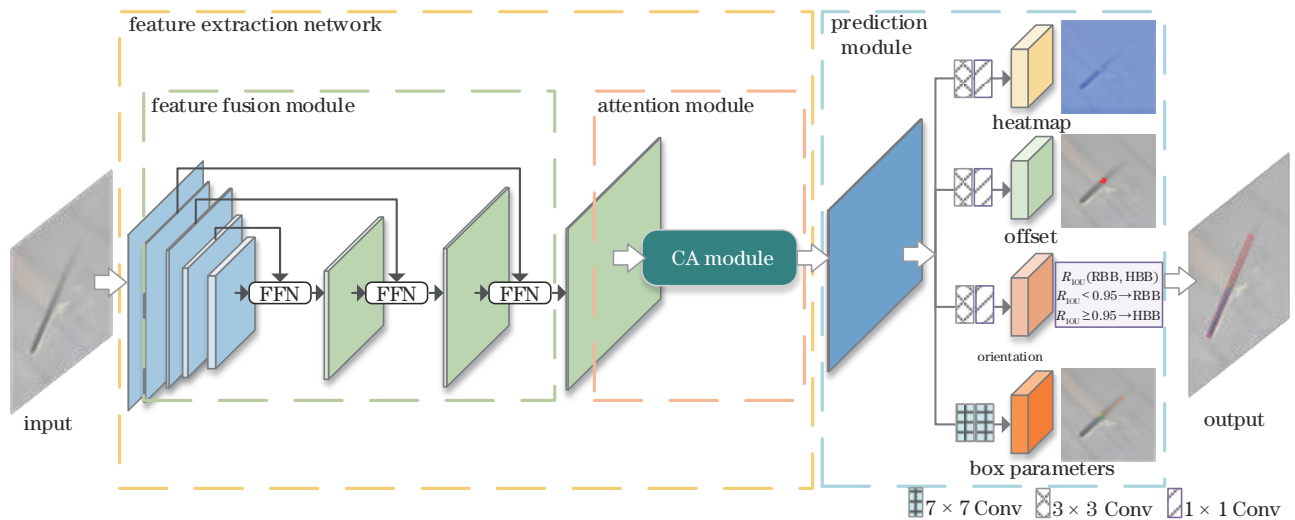 feature extraction network
prediction
module
feature fusion module
attention module
heatmap
offset
CA module
FFN
FFN
FFN
R_IOU (RBB, HBB)
R_IOU < 0.95→RBB
R_IOU ≥ 0.95→HBB
orientation
input
output
box parameters
7 × 7 Conv
3 × 3 Conv
1 × 1 Conv